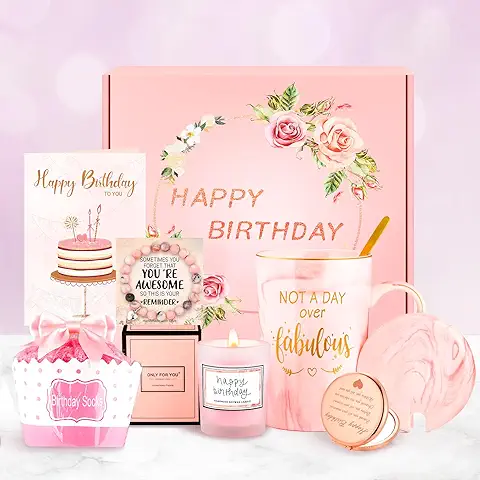 HAPPY
BIRTHDAY
Happy Birthday
TO YOU
SOMETIMES YOU
FORGET THAT
YOU'RE
AWESOME
SO THIS IS YOUR
REMINDER
NOT A DAY
over
fabulous
Birthday Socks
ONLY FOR YOU
happy
birthday
Happy Birthday